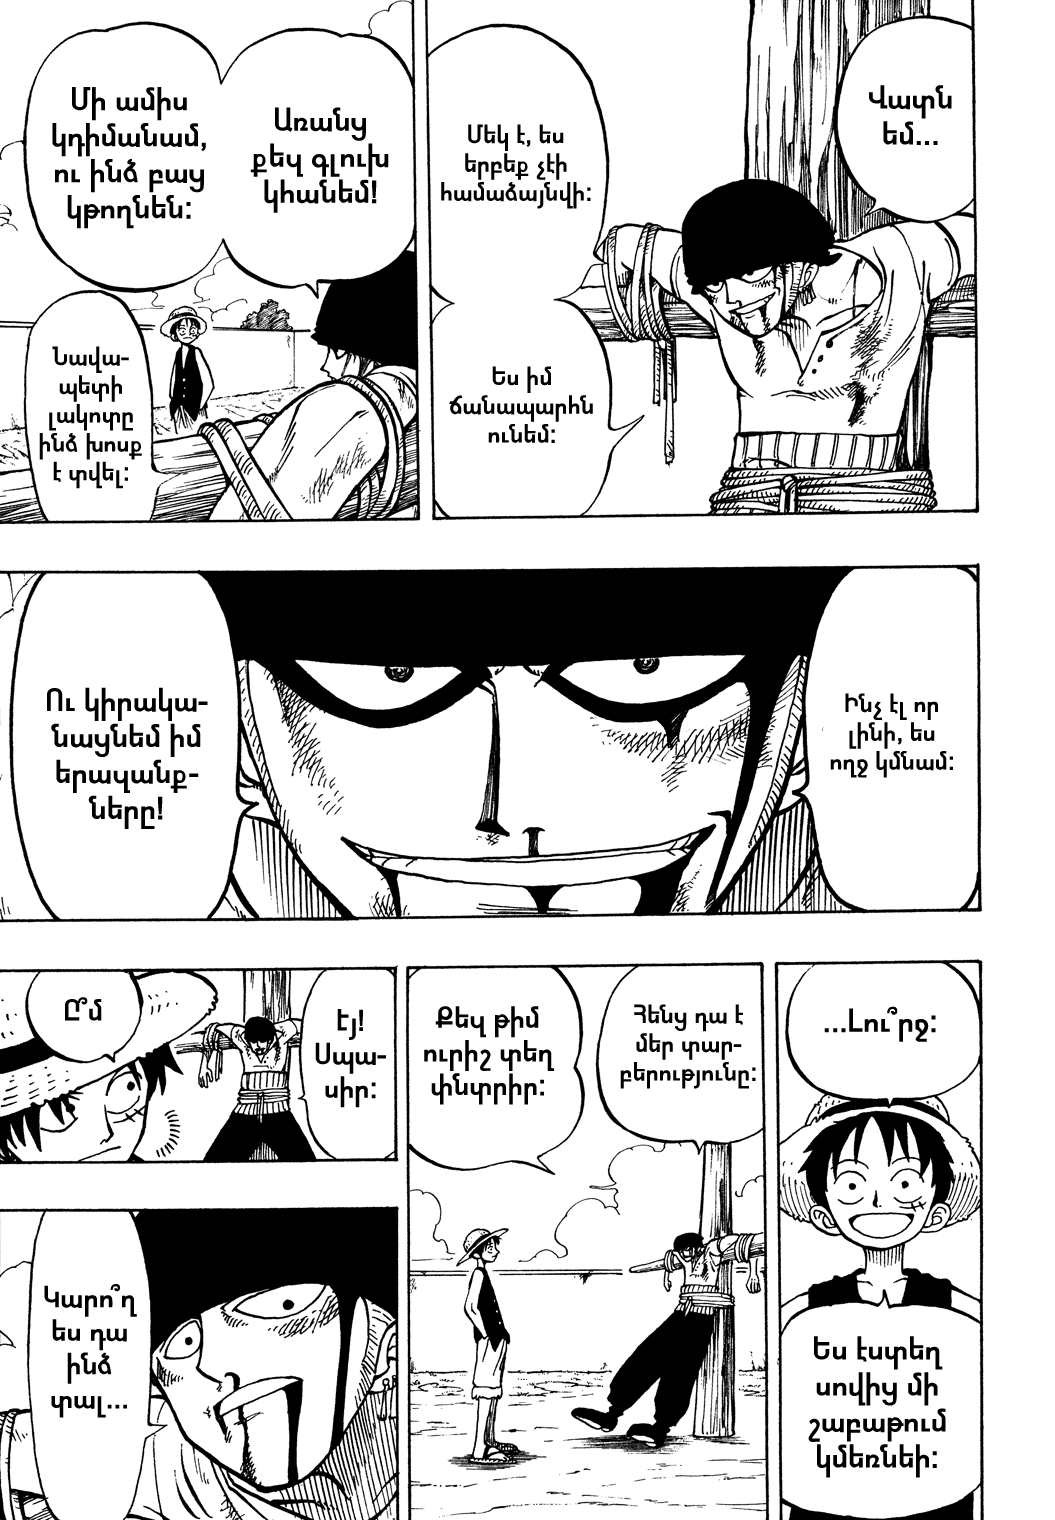 Վատն
եմ...
Մեկ է, ես
երբեք չէի
համաձայնվի:
Ես իմ
ճանապարհն
ունեմ:
Առանց
քեզ գլուխ
կհանեմ!
Մի ամիս
կդիմանամ,
ու ինձ բաց
կթողնեն:
Նավա-
պետի
լակոտը
ինձ խոսք
է տվել:
Ինչ էլ որ
լինի, ես
ողջ կմնամ:
Ու կիրակա-
նացնեմ իմ
երազանք-
ները!
...Լու՞րջ:
Ես էստեղ
սովից մի
շաբաթում
կմեռնեի:
Հենց դա է
մեր տար-
բերությունը:
Քեզ թիմ
ուրիշ տեղ
փնտրիր:
Էյ!
Սպա-
սիր:
Ը՞մ
Կարո՞ղ
ես դա
ինձ
տալ...